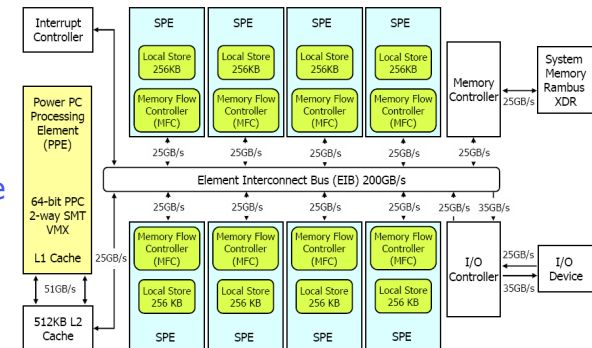 Interrupt
Controller
SPE
SPE
SPE
SPE
Local Store
256KB
Local Store
256KB
Local Store
256KB
Local Store
256KB
Memory Flow
Controller
(MFC)
Memory Flow
Controller
(MFC)
Memory Flow
Controller
(MFC)
Memory Flow
Controller
(MFC)
Memory
Controller
25GB/s
System
Memory
Rambus
XDR
25GB/s
25GB/s
25GB/s
25GB/s
25GB/s
Element Interconnect Bus (EIB) 200GB/s
Power PC
Processing
Element
(PPE)
64-bit PPC
2-way SMT
VMX
L1 Cache
e
51GB/s
25GB/s
512KB L2
Cache
25GB/s
25GB/s
25GB/s
25GB/s
25GB/s
35GB/s
Memory Flow
Controller
(MFC)
Memory Flow
Controller
(MFC)
Memory Flow
Controller
(MFC)
Memory Flow
Controller
(MFC)
Local Store
256 KB
Local Store
256 KB
Local Store
256 KB
Local Store
256 KB
SPE
SPE
SPE
SPE
I/O
Controller
25GB/s
35GB/s
I/O
Device